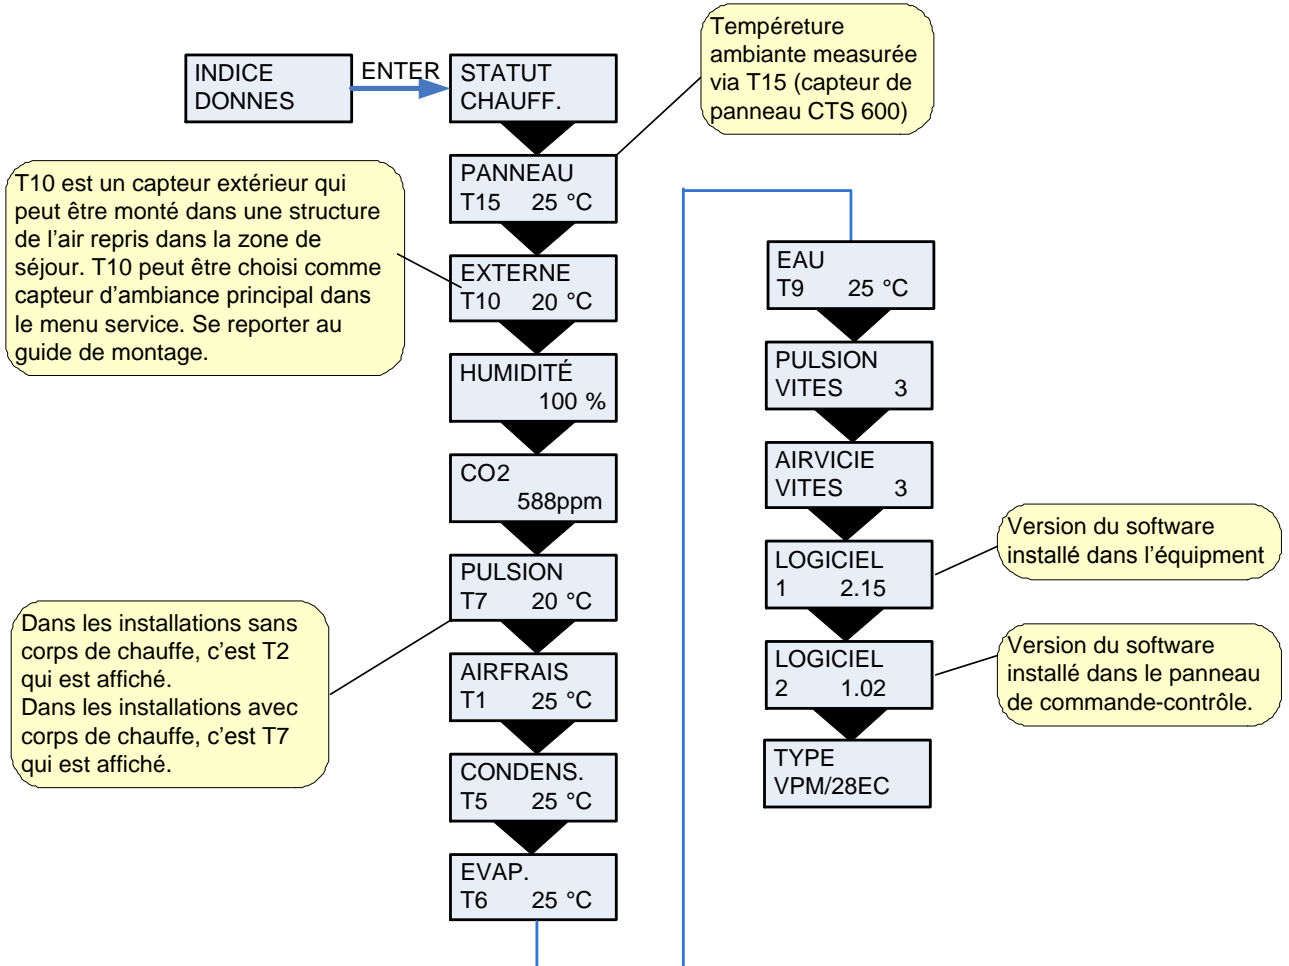 INDICE
DONNES
ENTER
STATUT
CHAUFF.
Tempéreture
ambiante measurée
via T15 (capteur de
panneau CTS 600)
PANNEAU
T15 25 °C
T10 est un capteur extérieur qui
peut être monté dans une structure
de l'air repris dans la zone de
séjour. T10 peut être choisi comme
capteur d'ambiance principal dans
le menu service. Se reporter au
guide de montage.
EXTERNE
T10 20 °C
HUMIDITÉ
100 %
CO2
588ppm
PULSION
T7 20 °C
Dans les installations sans
corps de chauffe, c'est T2
qui est affiché.
Dans les installations avec
corps de chauffe, c'est T7
qui est affiché.
AIRFRAIS
T1 25 °C
CONDENS.
T5 25 °C
EVAP.
T6 25 °C
EAU
T9 25 °C
PULSION
VITES 3
AIRVICIE
VITES 3
LOGICIEL
1 2.15
Version du software
installé dans l'équipment
LOGICIEL
2 1.02
Version du software
installé dans le panneau
de commande-contrôle.
TYPE
VPM/28EC